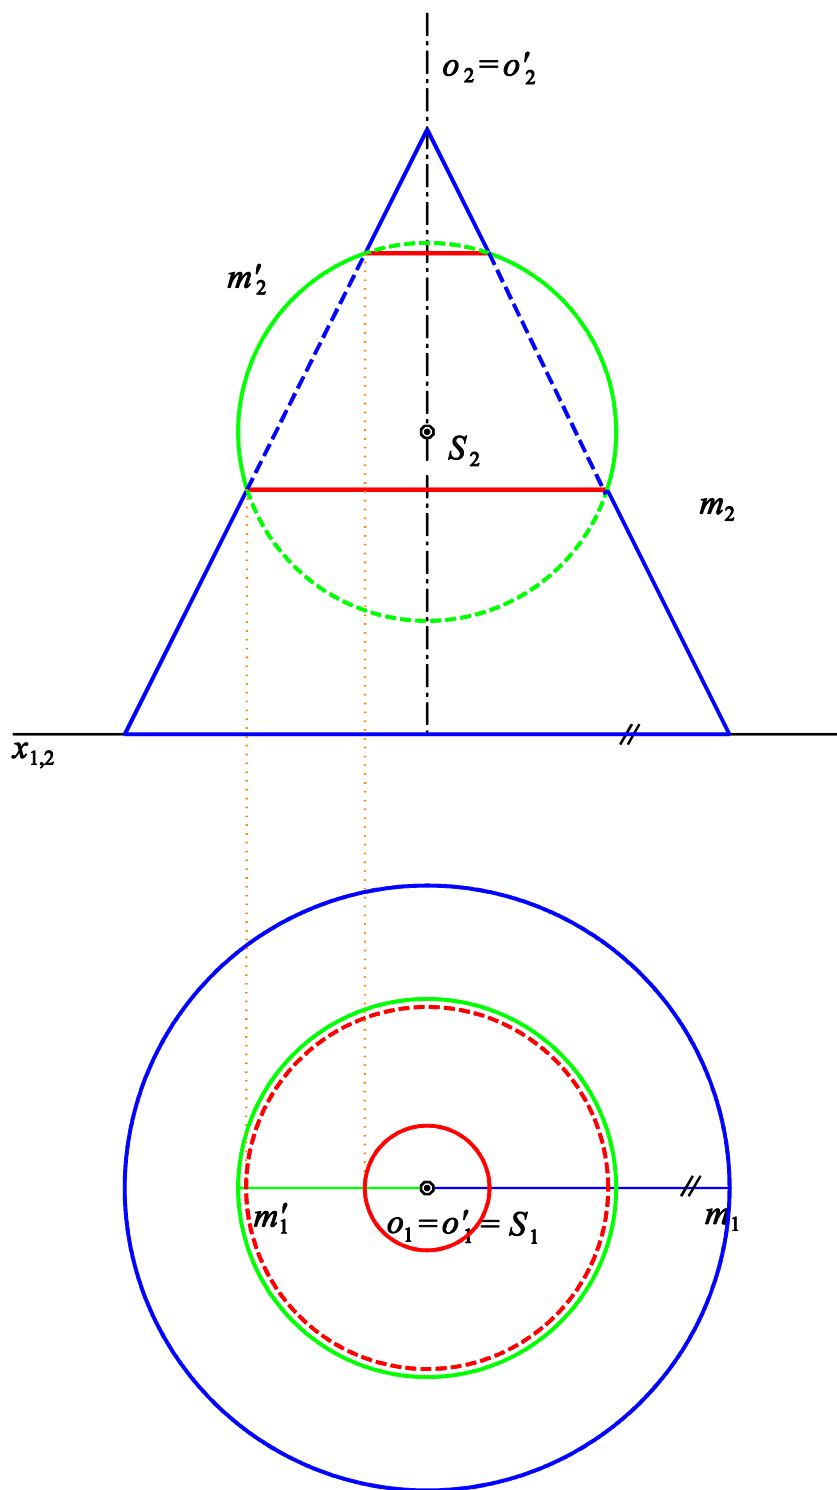 o₂=o′₂
m′₂
S₂
m₂
x₁,₂
m′₁
o₁=o′₁=S₁
m₁